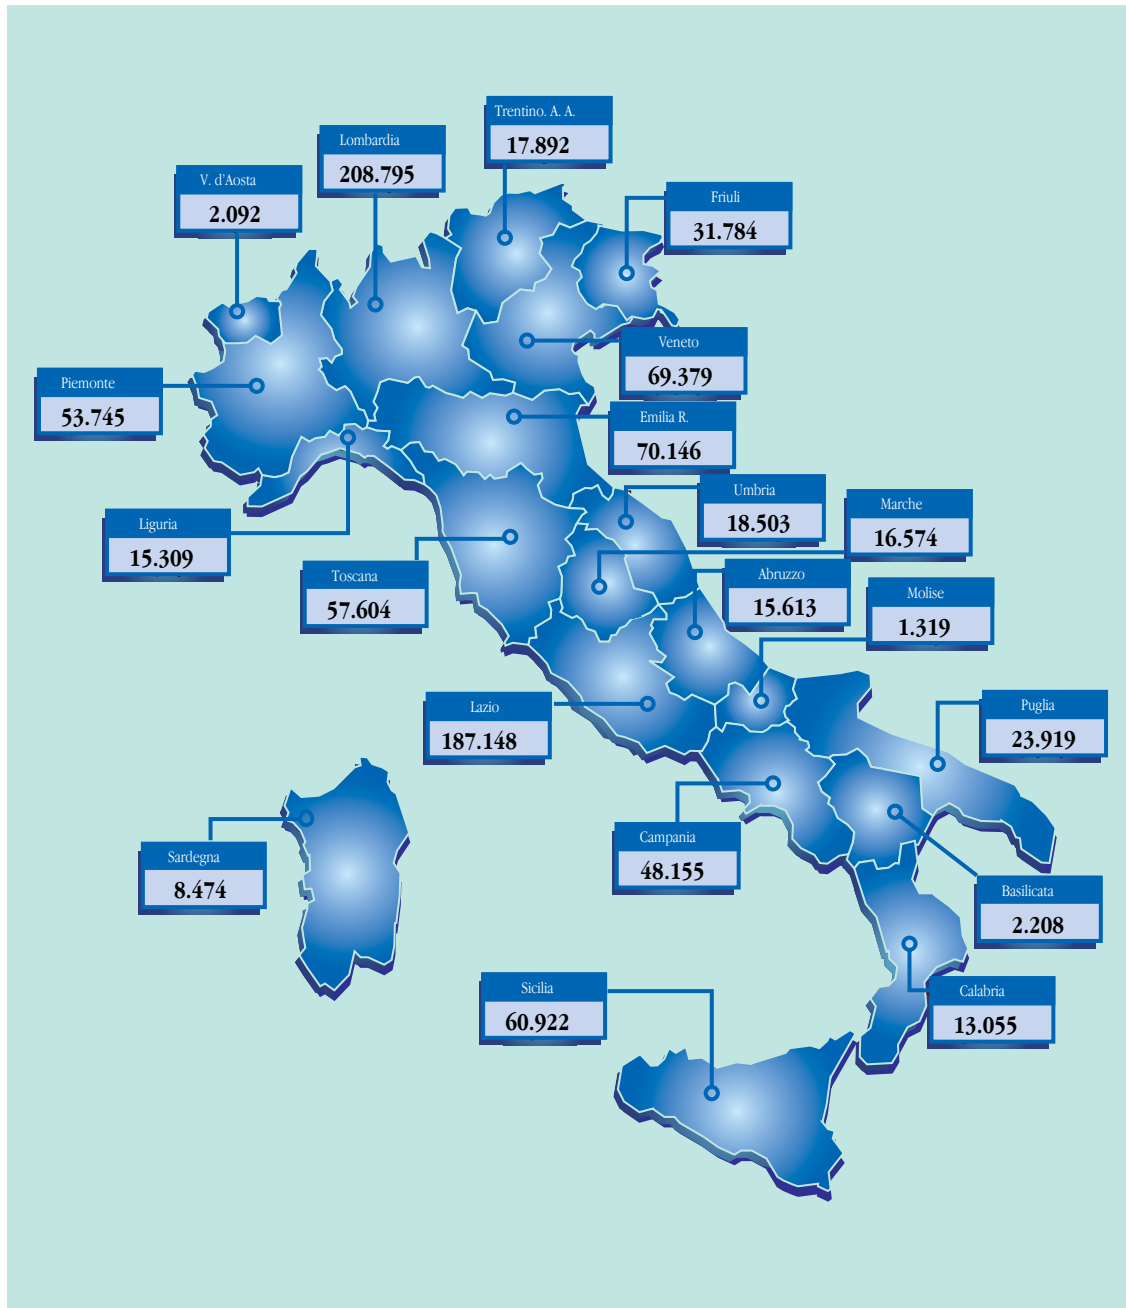 Trentino. A. A.
17.892
Lombardia
208.795
V. d'Aosta
2.092
Friuli
31.784
Veneto
69.379
Piemonte
53.745
Emilia R.
70.146
Umbria
18.503
Marche
16.574
Liguria
15.309
Toscana
57.604
Abruzzo
15.613
Molise
1.319
Lazio
187.148
Puglia
23.919
Campania
48.155
Sardegna
8.474
Basilicata
2.208
Sicilia
60.922
Calabria
13.055